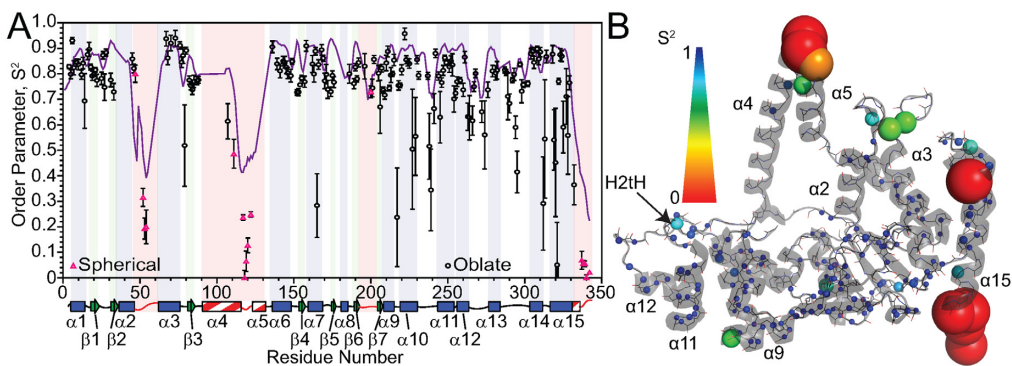 A
Order Parameter, S²
1.0
0.9
0.8
0.7
0.6
0.5
0.4
0.3
0.2
0.1
0
Spherical
Oblate
0 50 100 150 200 250 300 350
α1 α2 α3 α4 α5 α6 α7 α8 α9 α11 α13 α14 α15
β1 β3 β4 β5 β6 β7 α10 α12
β2
Residue Number
B
S²
1
0
α4
α5
α3
α2
H2tH
α12
α11
α9
α15